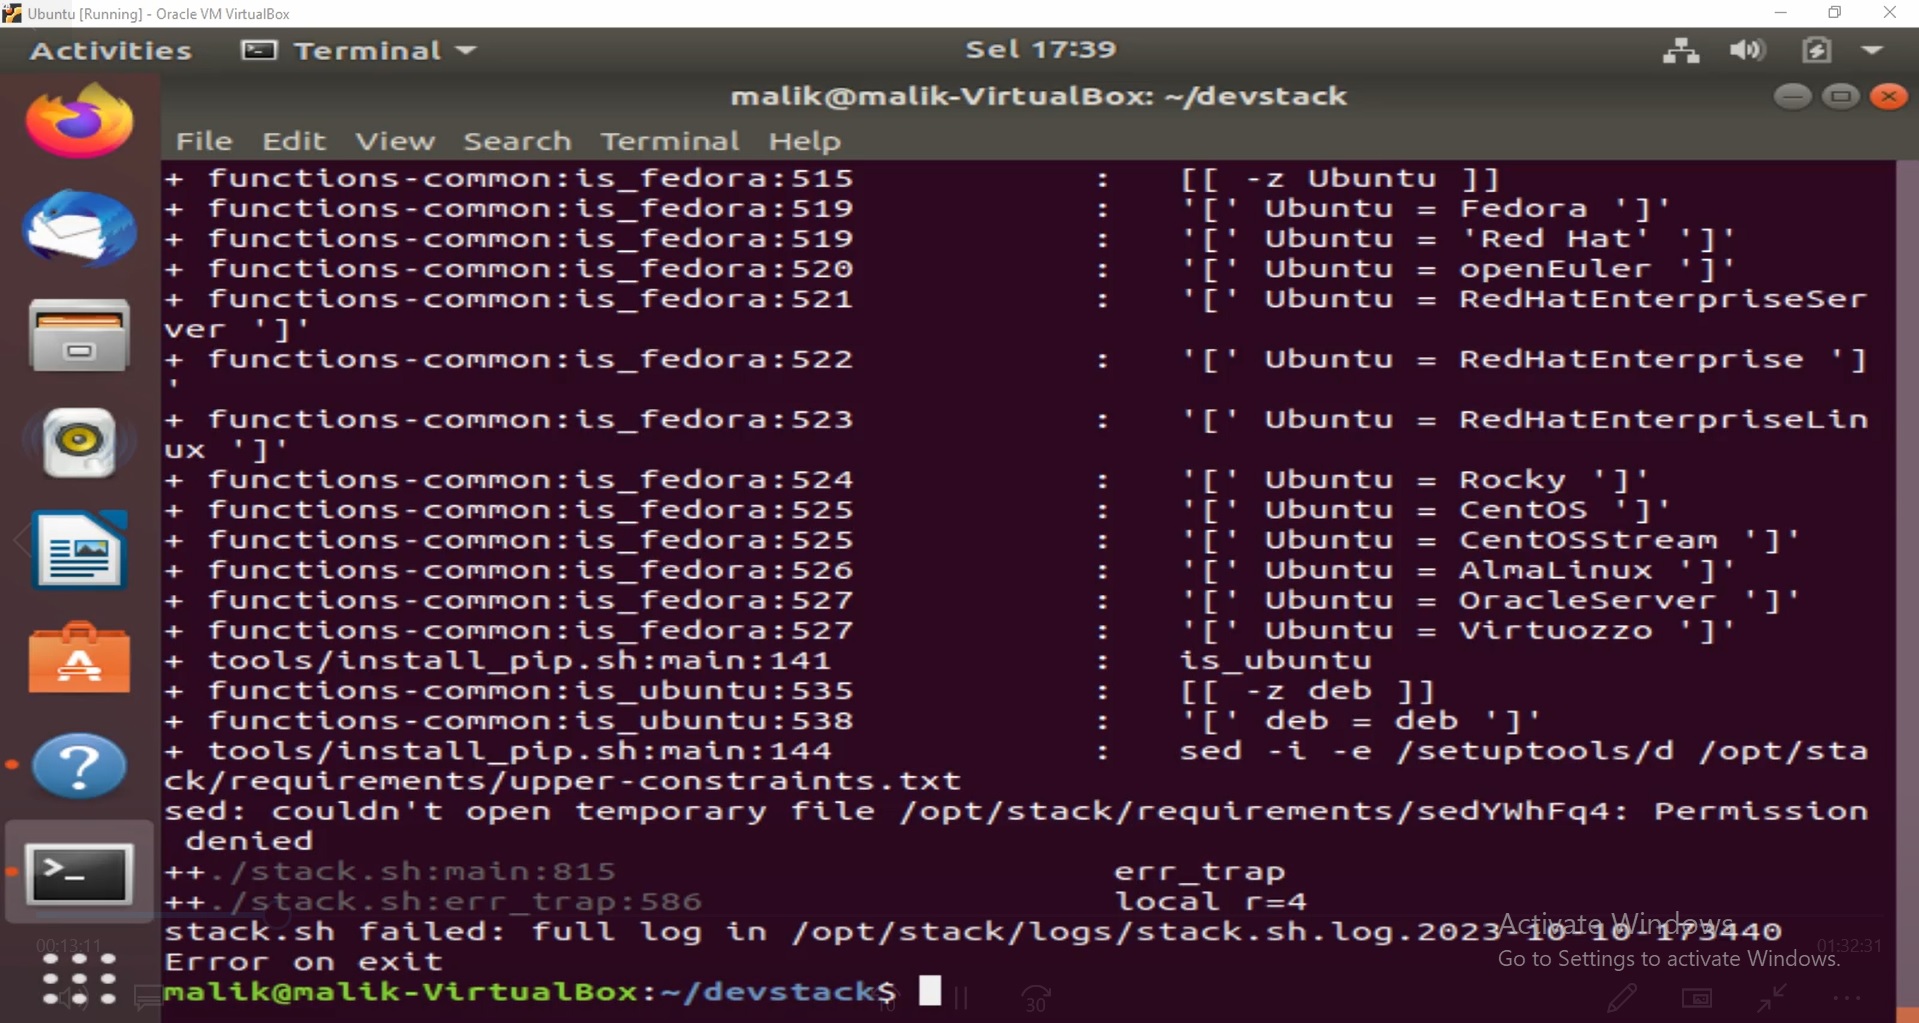 Ubuntu [Running] - Oracle VM VirtualBox
Activities Terminal Sel 17:39
malik@malik-VirtualBox: ~/devstack
File Edit View Search Terminal Help
+ functions-common:is_fedora:515 : [[ -z Ubuntu ]]
+ functions-common:is_fedora:519 : '[' Ubuntu = Fedora ']'
+ functions-common:is_fedora:519 : '[' Ubuntu = 'Red Hat' ']'
+ functions-common:is_fedora:520 : '[' Ubuntu = openEuler ']'
+ functions-common:is_fedora:521 : '[' Ubuntu = RedHatEnterpriseSer
ver ']'
+ functions-common:is_fedora:522 : '[' Ubuntu = RedHatEnterprise ']
'
+ functions-common:is_fedora:523 : '[' Ubuntu = RedHatEnterpriseLin
ux ']'
+ functions-common:is_fedora:524 : '[' Ubuntu = Rocky ']'
+ functions-common:is_fedora:525 : '[' Ubuntu = CentOS ']'
+ functions-common:is_fedora:525 : '[' Ubuntu = CentOSStream ']'
+ functions-common:is_fedora:526 : '[' Ubuntu = AlmaLinux ']'
+ functions-common:is_fedora:527 : '[' Ubuntu = OracleServer ']'
+ functions-common:is_fedora:527 : '[' Ubuntu = Virtuozzo ']'
+ tools/install_pip.sh:main:141 : is_ubuntu
+ functions-common:is_ubuntu:535 : [[ -z deb ]]
+ functions-common:is_ubuntu:538 : '[' deb = deb ']'
+ tools/install_pip.sh:main:144 : sed -i -e /setuptools/d /opt/sta
ck/requirements/upper-constraints.txt
sed: couldn't open temporary file /opt/stack/requirements/sedYWhFq4: Permission
denied
++./stack.sh:main:815 err_trap
++./stack.sh:err_trap:586 local r=4
stack.sh failed: full log in /opt/stack/logs/stack.sh.log.2023-10-10-173440
Error on exit
malik@malik-VirtualBox:~/devstack$
Activate Windows
Go to Settings to activate Windows.
00:13:11
01:32:31
10
30